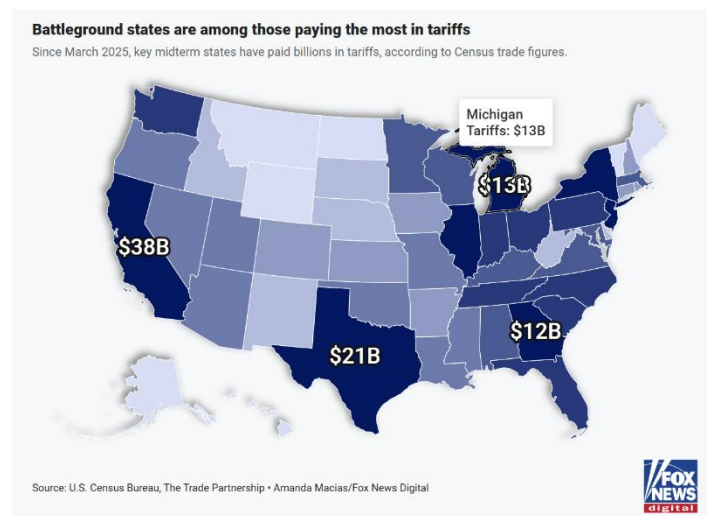 Battleground states are among those paying the most in tariffs
Since March 2025, key midterm states have paid billions in tariffs, according to Census trade figures.
Michigan
Tariffs: $13B
$13B
$38B
$12B
$21B
Source: U.S. Census Bureau, The Trade Partnership • Amanda Macias/Fox News Digital
FOX
NEWS
digital